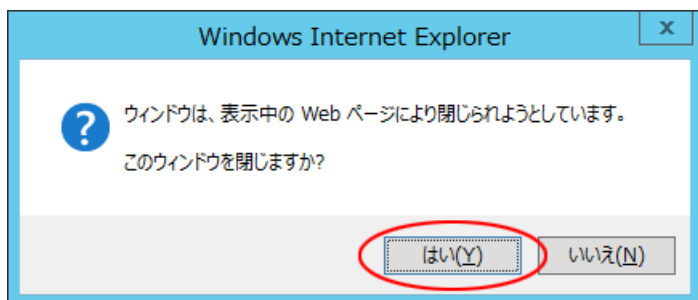 Windows Internet Explorer
x
ウィンドウは、表示中の Web ページにより閉じられようとしています。
このウィンドウを閉じますか?
はい(Y)
いいえ(N)